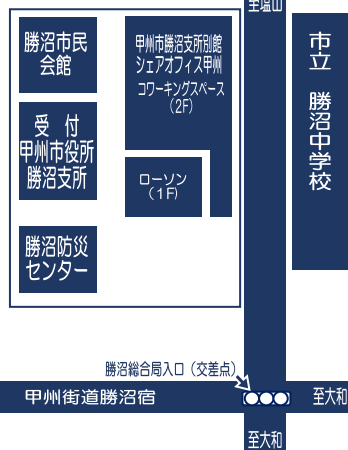 至塩山
勝沼市民
会館
甲州市勝沼支所別館
シェアオフィス甲州
コワーキングスペース
（2F）
市立 勝沼中学校
受 付
甲州市役所
勝沼支所
ローソン
（1F）
勝沼防災
センター
勝沼総合局入口（交差点）
甲州街道勝沼宿
至大和
至大和